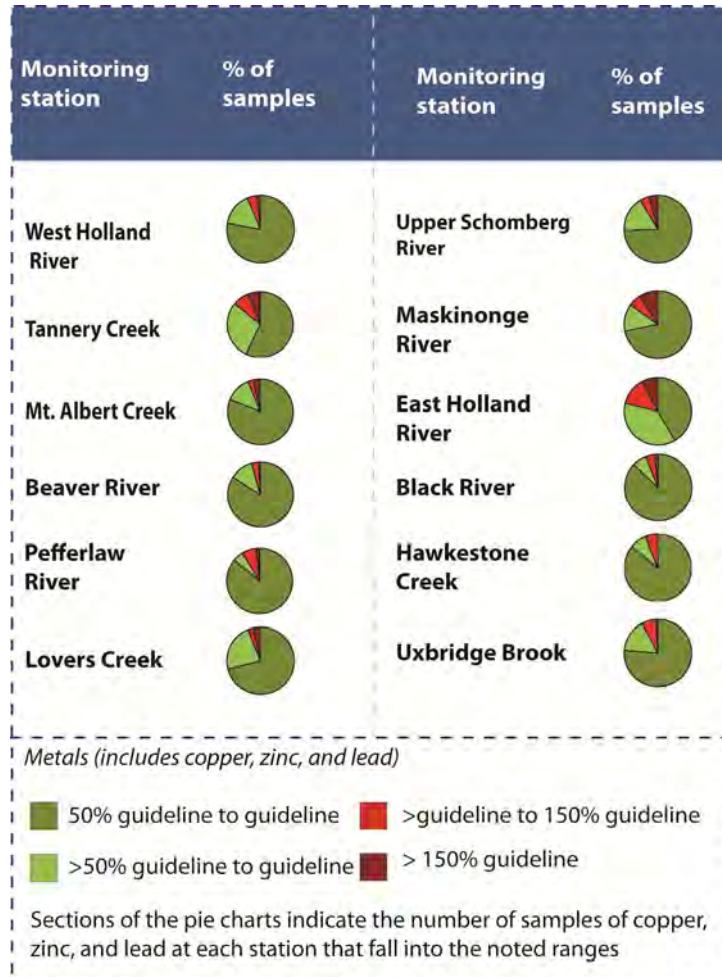 Monitoring station
% of samples
Monitoring station
% of samples
West Holland River
Upper Schomberg River
Tannery Creek
Maskinonge River
Mt. Albert Creek
East Holland River
Beaver River
Black River
Pefferlaw River
Hawkestone Creek
Lovers Creek
Uxbridge Brook
Metals (includes copper, zinc, and lead)
50% guideline to guideline
>guideline to 150% guideline
>50% guideline to guideline
> 150% guideline
Sections of the pie charts indicate the number of samples of copper,
zinc, and lead at each station that fall into the noted ranges